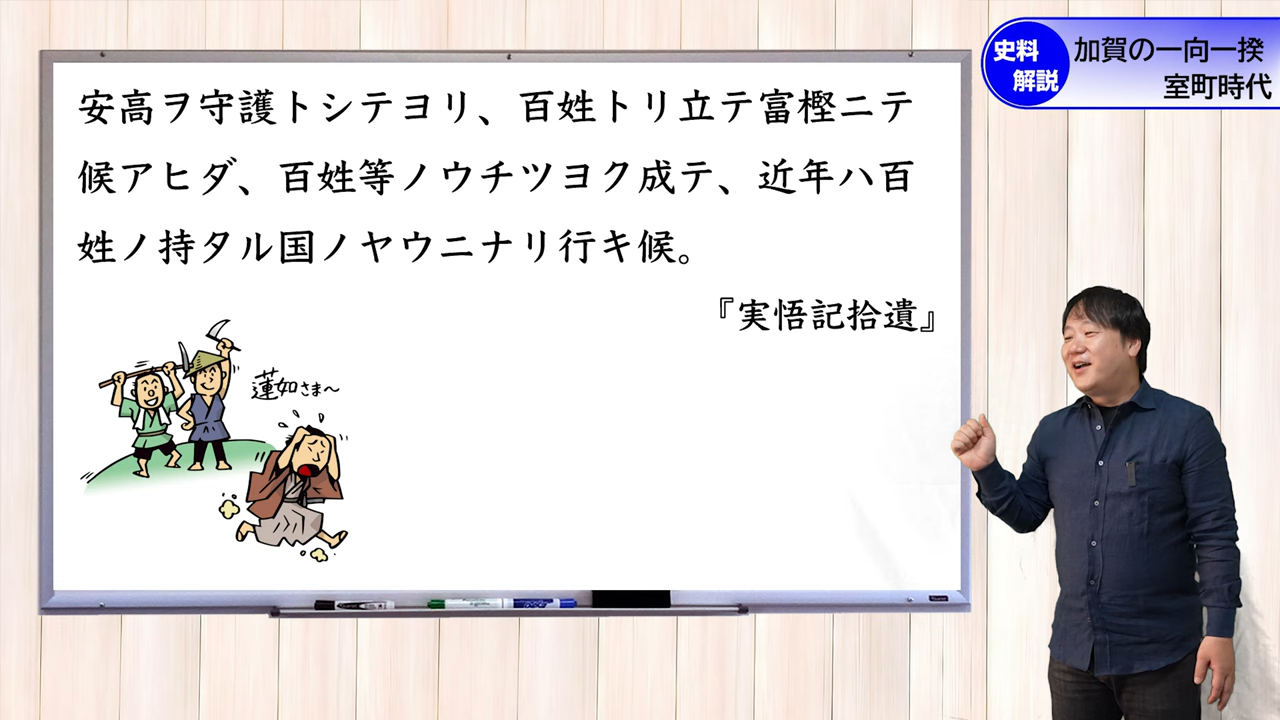 史料
解説
加賀の一向一揆
室町時代
安高ヲ守護トシテヨリ、百姓トリ立テ富樫ニテ
候アヒダ、百姓等ノウチツヨク成テ、近年ハ百
姓ノ持タル国ノヤウニナリ行キ候。
『実悟記拾遺』
蓮如さま〜